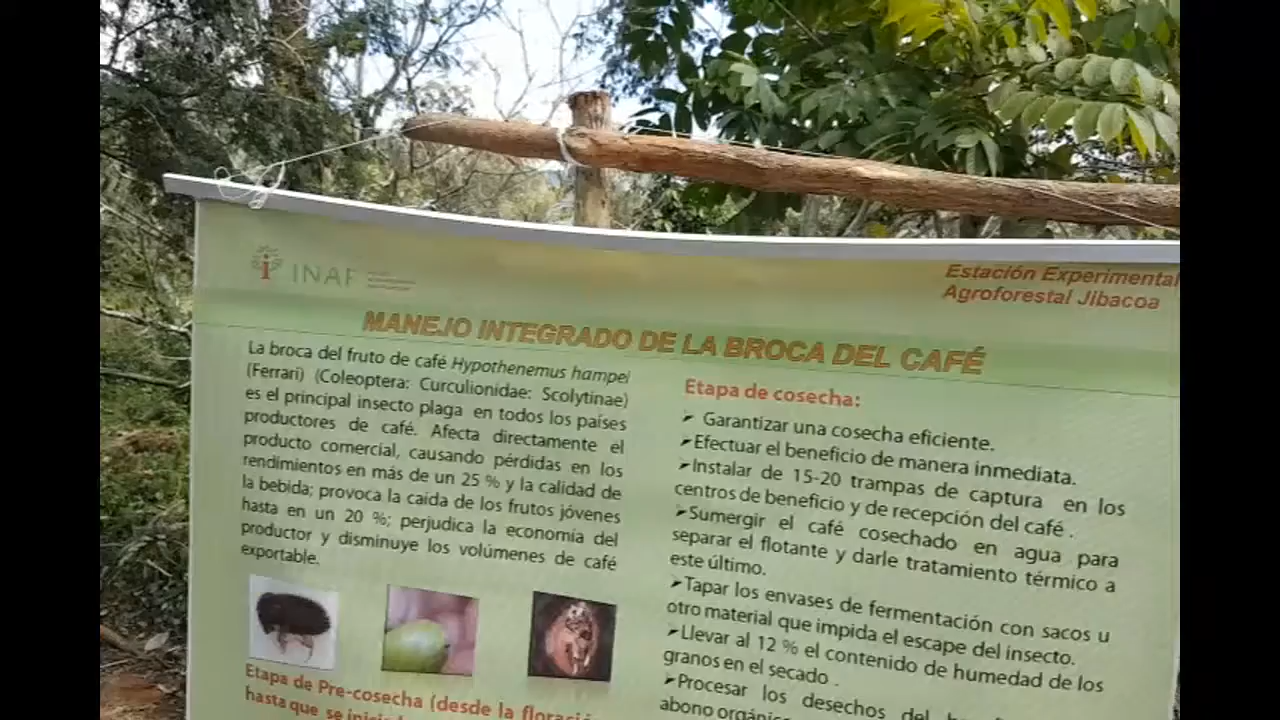 INAF
Estación Experimental
Agroforestal Jibacoa
MANEJO INTEGRADO DE LA BROCA DEL CAFÉ
La broca del fruto de café Hypothenemus hampei
(Ferrari) (Coleoptera: Curculionidae: Scolytinae)
es el principal insecto plaga en todos los países
productores de café. Afecta directamente el
producto comercial, causando pérdidas en los
rendimientos en más de un 25 % y la calidad de
la bebida; provoca la caída de los frutos jóvenes
hasta en un 20 %; perjudica la economía del
productor y disminuye los volúmenes de café
exportable.
Etapa de Pre-cosecha (desde la floració
hasta que se inici
Etapa de cosecha:
➤ Garantizar una cosecha eficiente.
➤Efectuar el beneficio de manera inmediata.
➤Instalar de 15-20 trampas de captura en los
centros de beneficio y de recepción del café .
➤Sumergir el café cosechado en agua para
separar el flotante y darle tratamiento térmico a
este último.
➤Tapar los envases de fermentación con sacos u
otro material que impida el escape del insecto.
➤Llevar al 12 % el contenido de humedad de los
granos en el secado .
➤Procesar los desechos del
abono orgánic